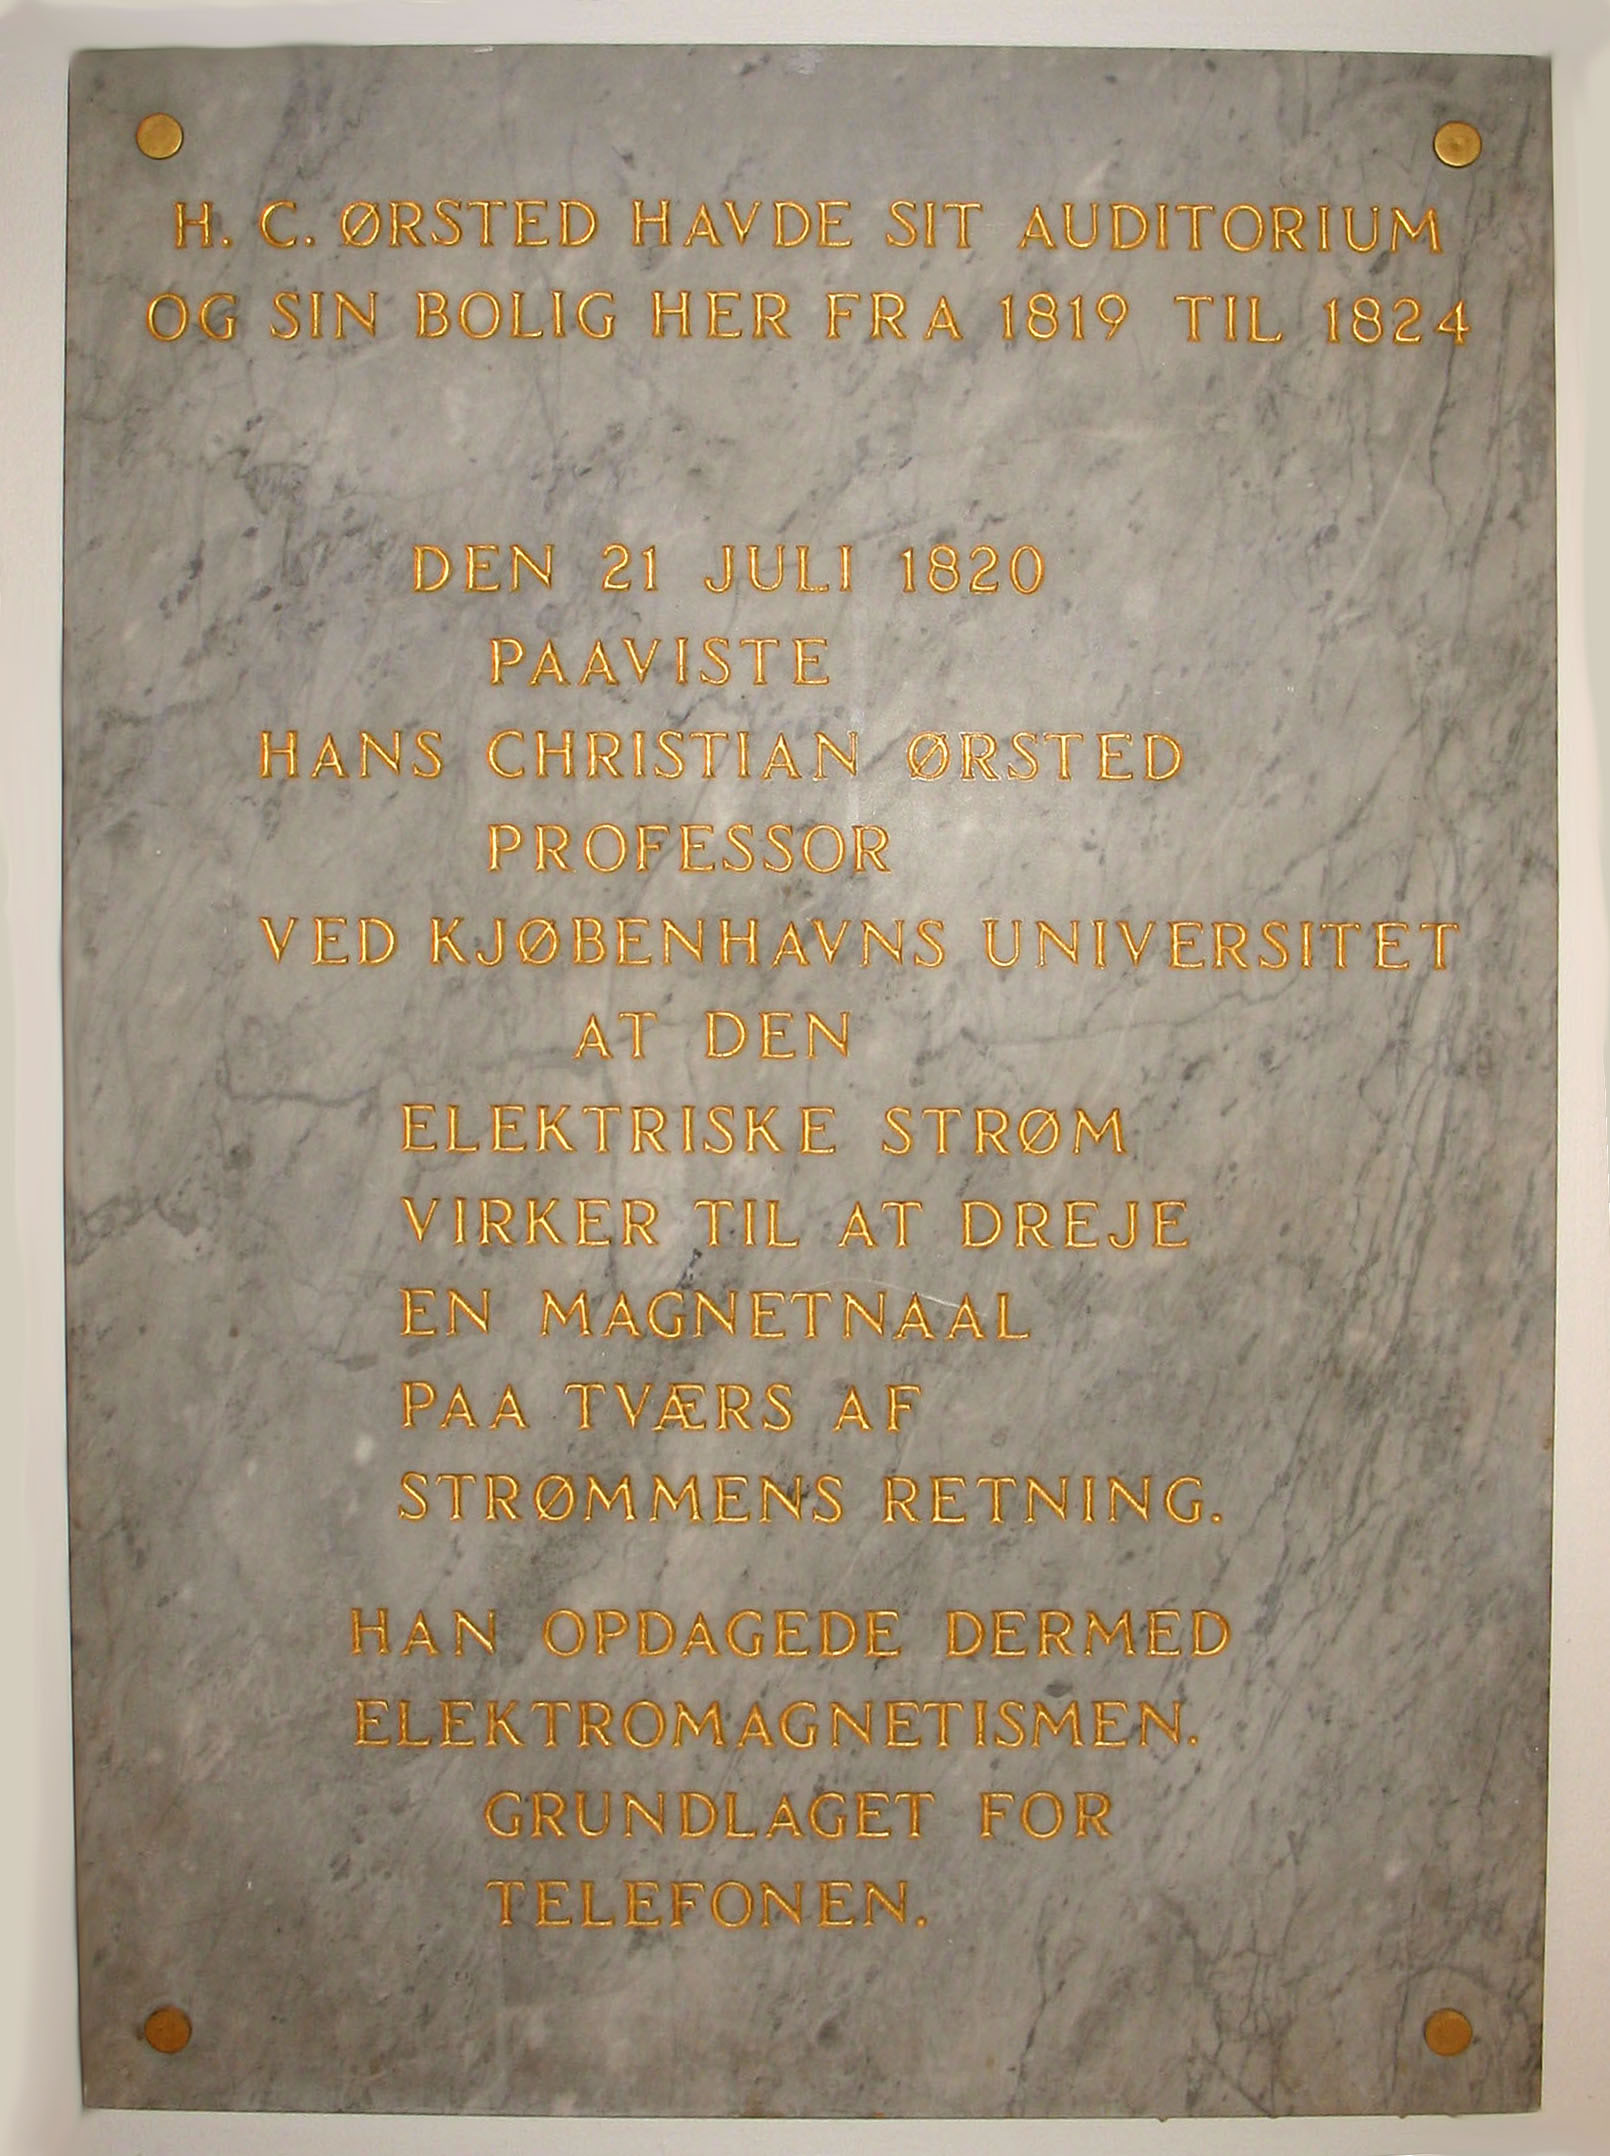 H. C. ØRSTED HAVDE SIT AUDITORIUM
OG SIN BOLIG HER FRA 1819 TIL 1824
DEN 21 JULI 1820
PAAVISTE
HANS CHRISTIAN ØRSTED
PROFESSOR
VED KJØBENHAVNS UNIVERSITET
AT DEN
ELEKTRISKE STRØM
VIRKER TIL AT DREJE
EN MAGNETNAAL
PAA TVÆRS AF
STRØMMENS RETNING.
HAN OPDAGEDE DERMED
ELEKTROMAGNETISMEN.
GRUNDLAGET FOR
TELEFONEN.